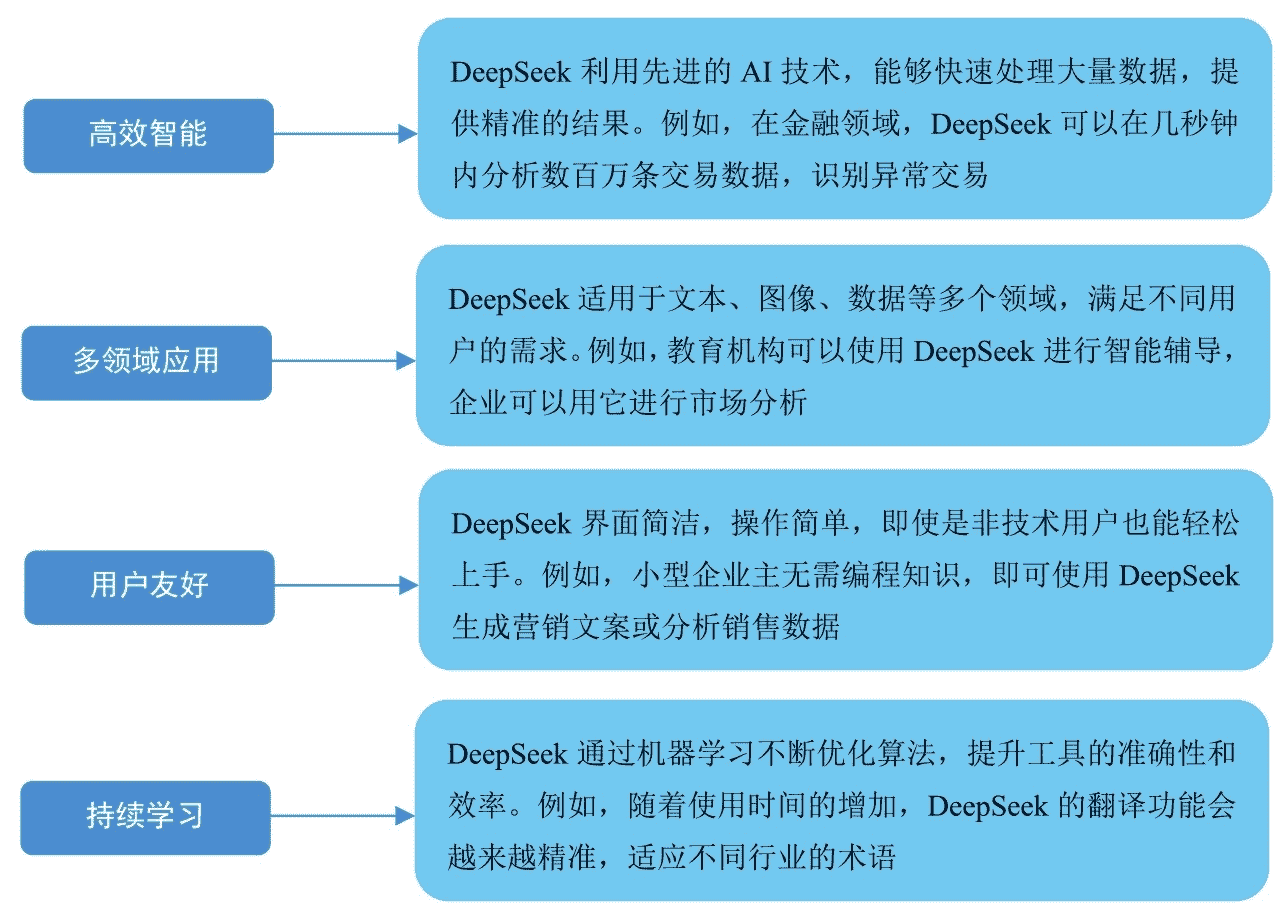 高效智能
DeepSeek 利用先进的 AI 技术，能够快速处理大量数据，提
供精准的结果。例如，在金融领域，DeepSeek 可以在几秒钟
内分析数百万条交易数据，识别异常交易
多领域应用
DeepSeek 适用于文本、图像、数据等多个领域，满足不同用
户的需求。例如，教育机构可以使用 DeepSeek 进行智能辅导，
企业可以用它进行市场分析
用户友好
DeepSeek 界面简洁，操作简单，即使是非技术用户也能轻松
上手。例如，小型企业主无需编程知识，即可使用 DeepSeek
生成营销文案或分析销售数据
持续学习
DeepSeek 通过机器学习不断优化算法，提升工具的准确性和
效率。例如，随着使用时间的增加，DeepSeek 的翻译功能会
越来越精准，适应不同行业的术语